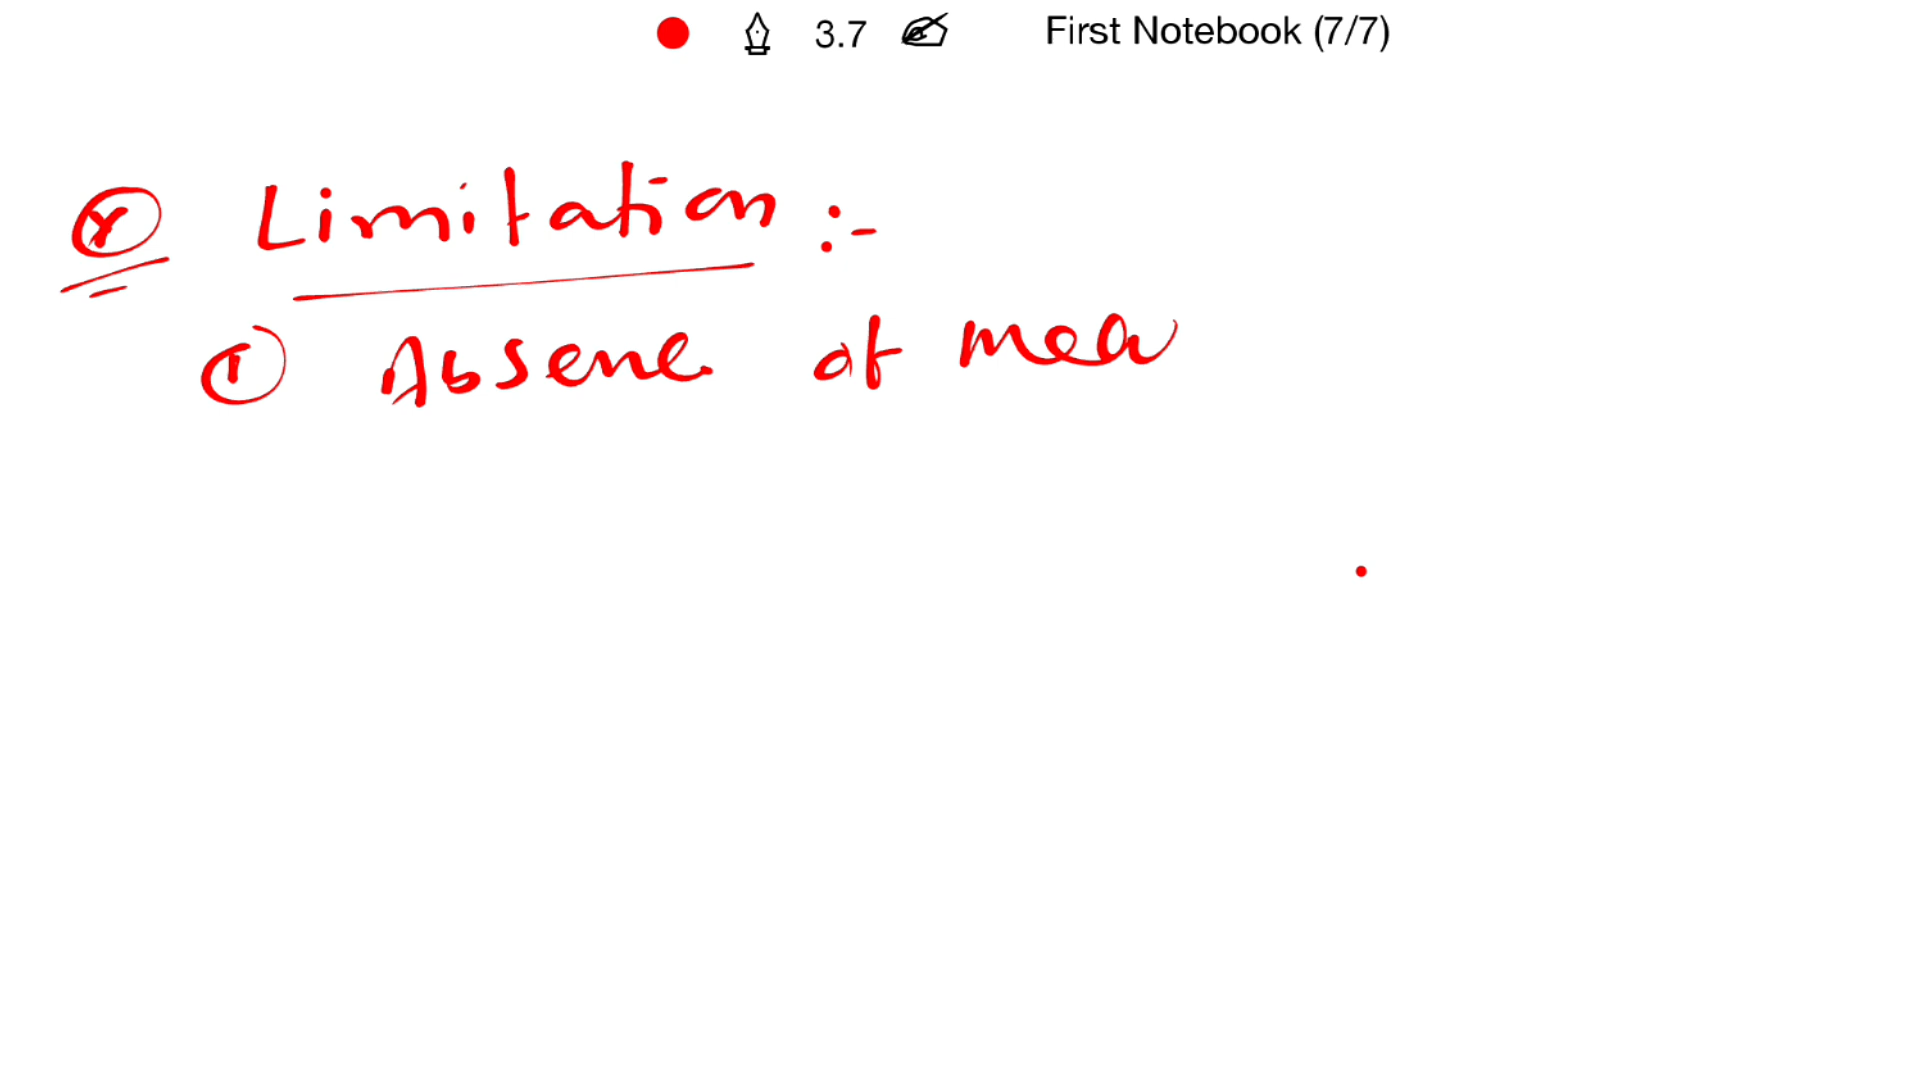 3.7 First Notebook (7/7)
Limitation :-
① Absene of mea